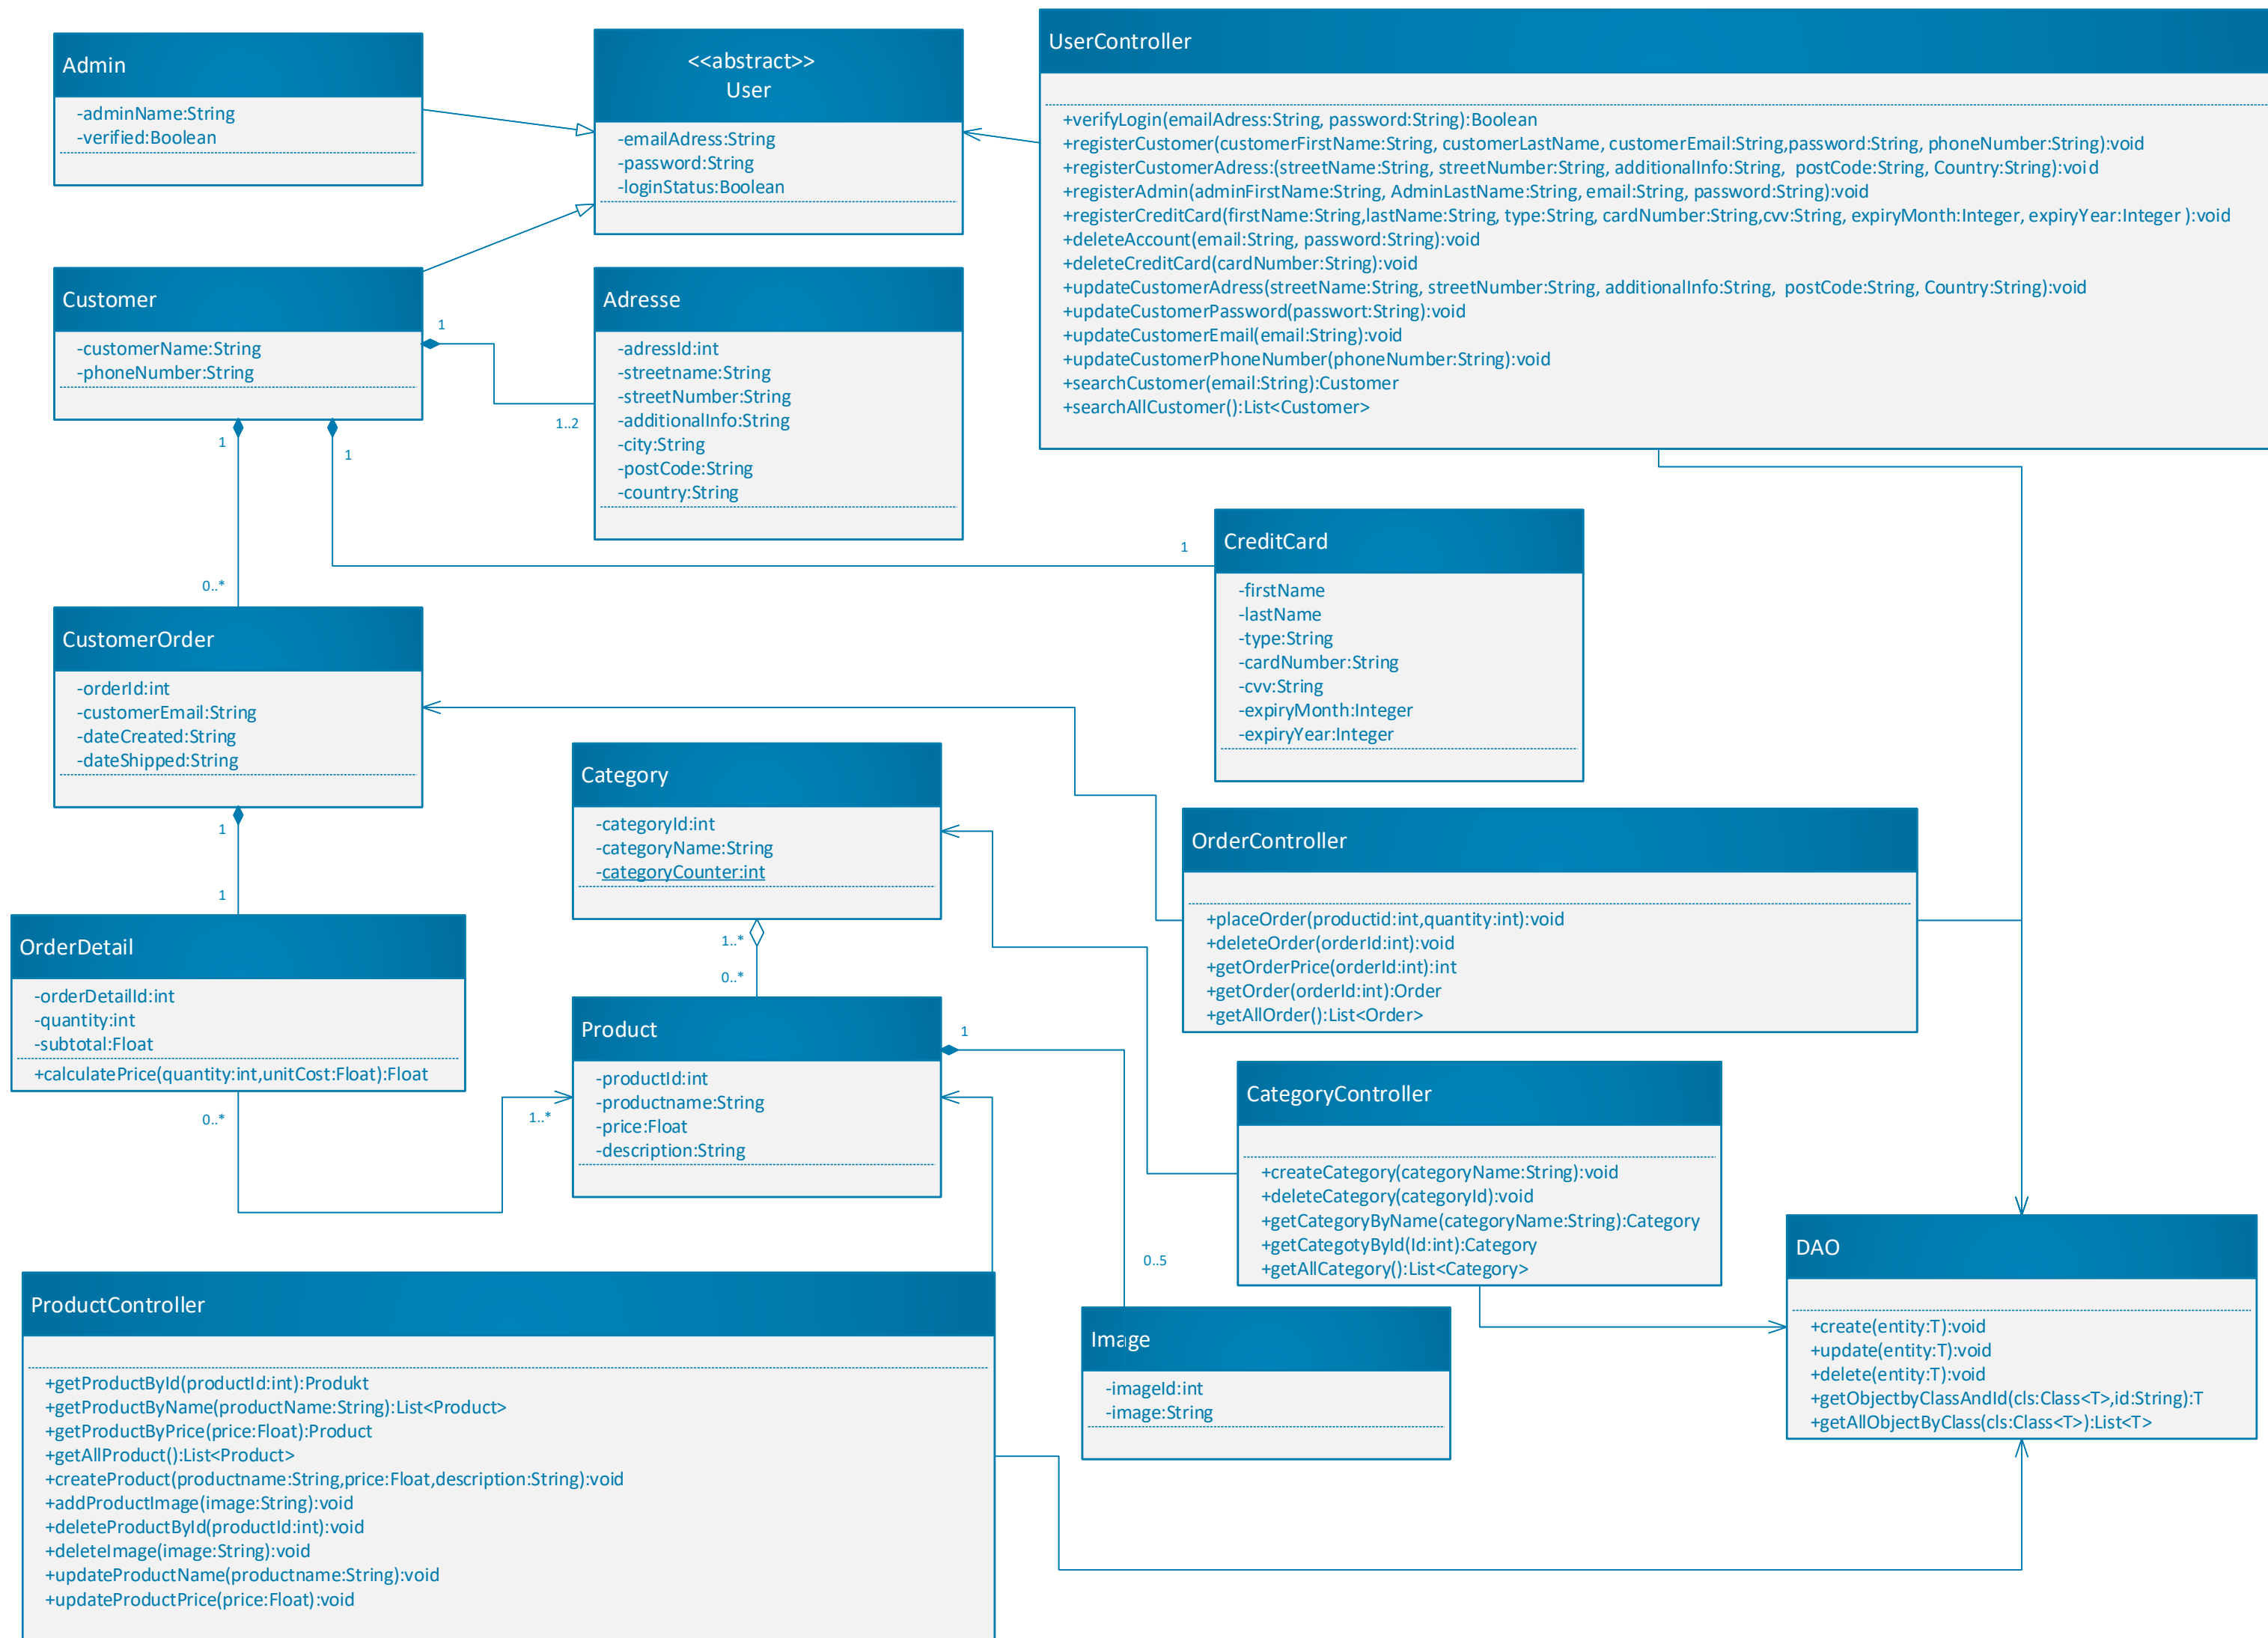 Admin
-adminName:String
-verified:Boolean
<<abstract>>
User
-emailAdress:String
-password:String
-loginStatus:Boolean
UserController
+verifyLogin(emailAdress:String, password:String):Boolean
+registerCustomer(customerFirstName:String, customerLastName, customerEmail:String,password:String, phoneNumber:String):void
+registerCustomerAdress:(streetName:String, streetNumber:String, additionalInfo:String,  postCode:String, Country:String):void
+registerAdmin(adminFirstName:String, AdminLastName:String, email:String, password:String):void
+registerCreditCard(firstName:String,lastName:String, type:String, cardNumber:String,cvv:String, expiryMonth:Integer, expiryYear:Integer ):void
+deleteAccount(email:String, password:String):void
+deleteCreditCard(cardNumber:String):void
+updateCustomerAdress(streetName:String, streetNumber:String, additionalInfo:String,  postCode:String, Country:String):void
+updateCustomerPassword(passwort:String):void
+updateCustomerEmail(email:String):void
+updateCustomerPhoneNumber(phoneNumber:String):void
+searchCustomer(email:String):Customer
+searchAllCustomer():List<Customer>
Customer
-customerName:String
-phoneNumber:String
1
1..2
1
1
0..*
1
Adresse
-adressId:int
-streetname:String
-streetNumber:String
-additionalInfo:String
-city:String
-postCode:String
-country:String
CreditCard
-firstName
-lastName
-type:String
-cardNumber:String
-cvv:String
-expiryMonth:Integer
-expiryYear:Integer
CustomerOrder
-orderId:int
-customerEmail:String
-dateCreated:String
-dateShipped:String
1
1
Category
-categoryId:int
-categoryName:String
-categoryCounter:int
1..*
0..*
OrderController
+placeOrder(productid:int,quantity:int):void
+deleteOrder(orderId:int):void
+getOrderPrice(orderId:int):int
+getOrder(orderId:int):Order
+getAllOrder():List<Order>
OrderDetail
-orderDetailId:int
-quantity:int
-subtotal:Float
+calculatePrice(quantity:int,unitCost:Float):Float
0..*
1..*
Product
-productId:int
-productname:String
-price:Float
-description:String
1
0..5
CategoryController
+createCategory(categoryName:String):void
+deleteCategory(categoryId):void
+getCategoryByName(categoryName:String):Category
+getCategotyById(Id:int):Category
+getAllCategory():List<Category>
DAO
+create(entity:T):void
+update(entity:T):void
+delete(entity:T):void
+getObjectbyClassAndId(cls:Class<T>,id:String):T
+getAllObjectByClass(cls:Class<T>):List<T>
ProductController
+getProductById(productId:int):Produkt
+getProductByName(productName:String):List<Product>
+getProductByPrice(price:Float):Product
+getAllProduct():List<Product>
+createProduct(productname:String,price:Float,description:String):void
+addProductImage(image:String):void
+deleteProductById(productId:int):void
+deleteImage(image:String):void
+updateProductName(productname:String):void
+updateProductPrice(price:Float):void
Image
-imageId:int
-image:String